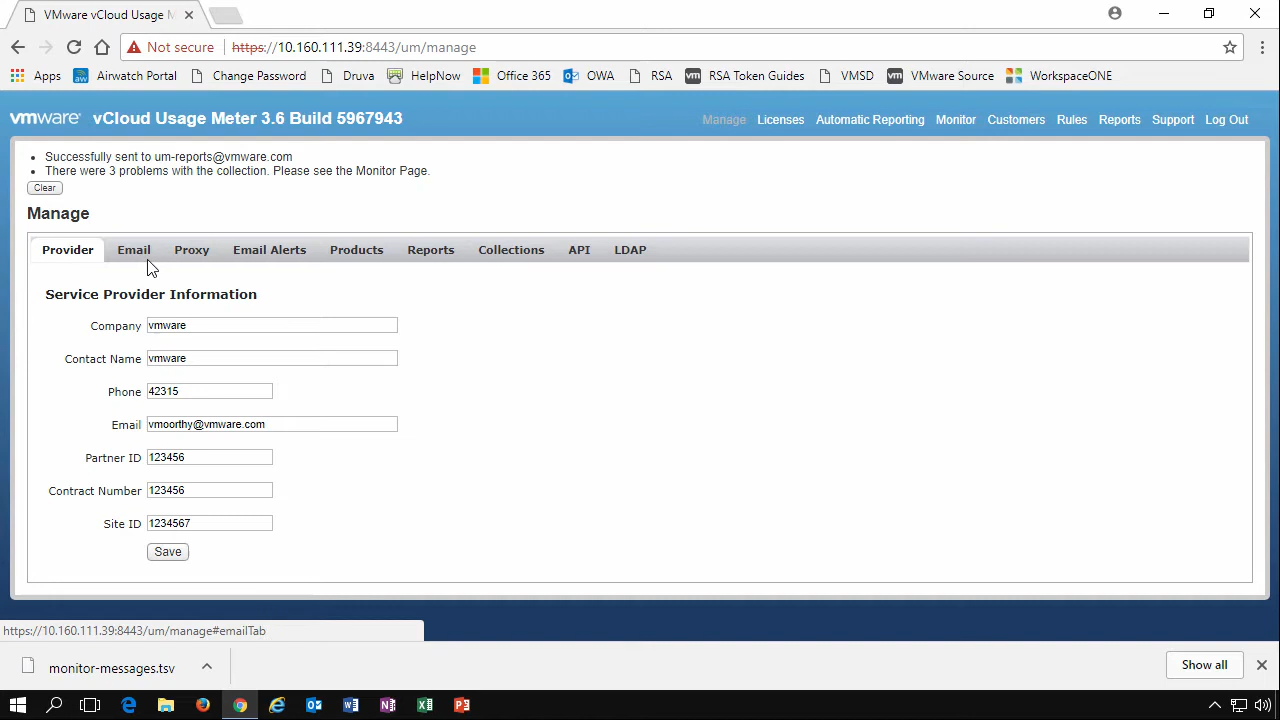 VMware vCloud Usage M
Not secure
https://10.160.111.39:8443/um/manage
Apps
Airwatch Portal
Change Password
Druva
HelpNow
Office 365
OWA
RSA
vm
RSA Token Guides
VMSD
vm
VMware Source
WorkspaceONE
vmware
vCloud Usage Meter 3.6 Build 5967943
Manage
Licenses
Automatic Reporting
Monitor
Customers
Rules
Reports
Support
Log Out
Successfully sent to um-reports@vmware.com
There were 3 problems with the collection. Please see the Monitor Page.
Clear
Manage
Provider
Email
Proxy
Email Alerts
Products
Reports
Collections
API
LDAP
Service Provider Information
Company vmware
Contact Name vmware
Phone 42315
Email vmoorthy@vmware.com
Partner ID 123456
Contract Number 123456
Site ID 1234567
Save
https://10.160.111.39:8443/um/manage#emailTab
monitor-messages.tsv
Show all